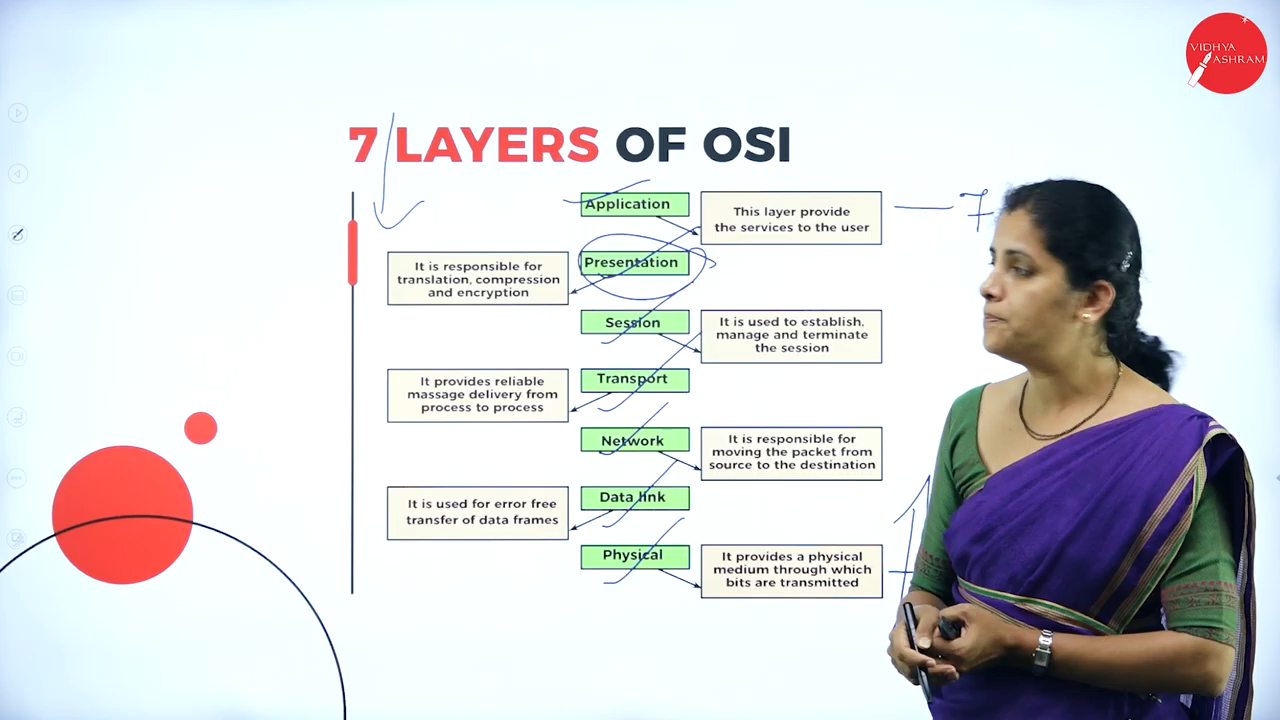 VIDHYA
ASHRAM
7 LAYERS OF OSI
Application
This layer provide
the services to the user
7
Presentation
It is responsible for
translation, compression
and encryption
Session
It is used to establish,
manage and terminate
the session
Transport
It provides reliable
massage delivery from
process to process
Network
It is responsible for
moving the packet from
source to the destination
Data link
It is used for error free
transfer of data frames
Physical
It provides a physical
medium through which
bits are transmitted
1